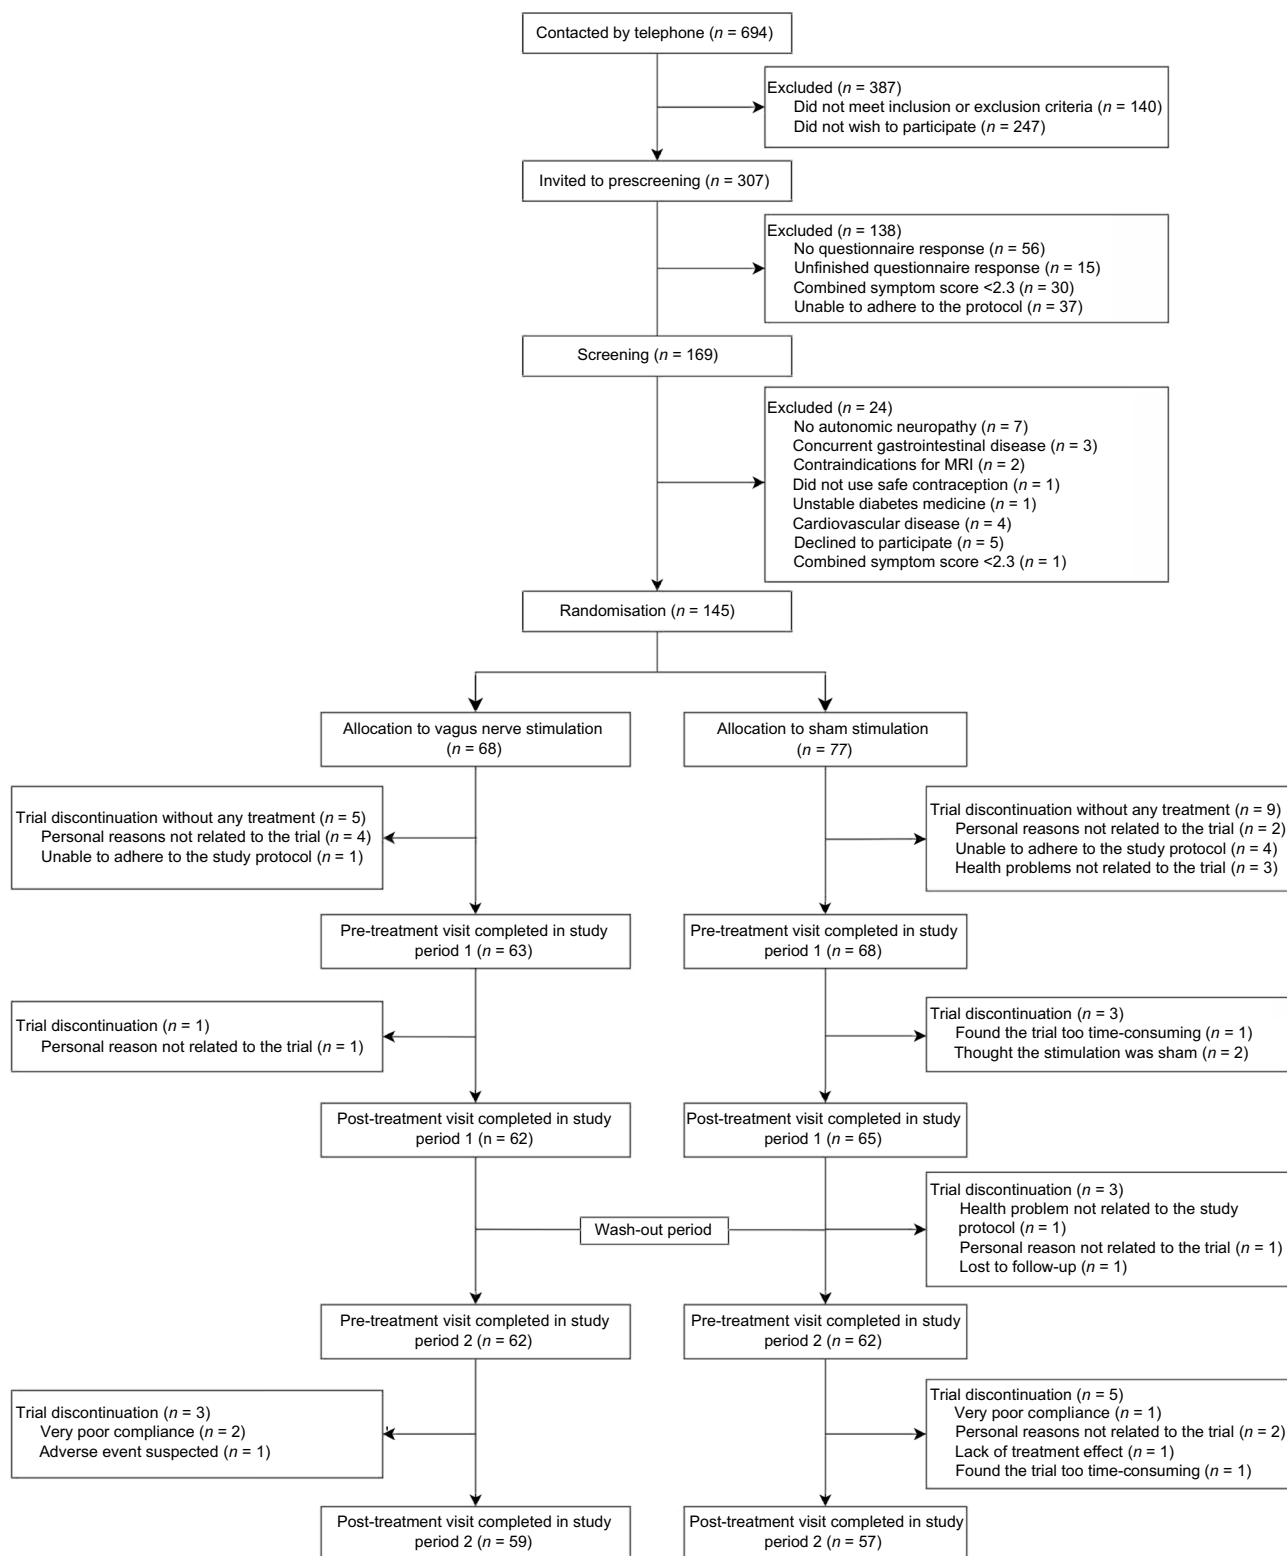 Contacted by telephone (n = 694)
Excluded (n = 387)
Did not meet inclusion or exclusion criteria (n = 140)
Did not wish to participate (n = 247)
Invited to prescreening (n = 307)
Excluded (n = 138)
No questionnaire response (n = 56)
Unfinished questionnaire response (n = 15)
Combined symptom score <2.3 (n = 30)
Unable to adhere to the protocol (n = 37)
Screening (n = 169)
Excluded (n = 24)
No autonomic neuropathy (n = 7)
Concurrent gastrointestinal disease (n = 3)
Contraindications for MRI (n = 2)
Did not use safe contraception (n = 1)
Unstable diabetes medicine (n = 1)
Cardiovascular disease (n = 4)
Declined to participate (n = 5)
Combined symptom score <2.3 (n = 1)
Randomisation (n = 145)
Allocation to vagus nerve stimulation
(n = 68)
Allocation to sham stimulation
(n = 77)
Trial discontinuation without any treatment (n = 5)
Personal reasons not related to the trial (n = 4)
Unable to adhere to the study protocol (n = 1)
Trial discontinuation without any treatment (n = 9)
Personal reasons not related to the trial (n = 2)
Unable to adhere to the study protocol (n = 4)
Health problems not related to the trial (n = 3)
Pre-treatment visit completed in study
period 1 (n = 63)
Pre-treatment visit completed in study
period 1 (n = 68)
Trial discontinuation (n = 1)
Personal reason not related to the trial (n = 1)
Trial discontinuation (n = 3)
Found the trial too time-consuming (n = 1)
Thought the stimulation was sham (n = 2)
Post-treatment visit completed in study
period 1 (n = 62)
Post-treatment visit completed in study
period 1 (n = 65)
Wash-out period
Trial discontinuation (n = 3)
Health problem not related to the study
protocol (n = 1)
Personal reason not related to the trial (n = 1)
Lost to follow-up (n = 1)
Pre-treatment visit completed in study
period 2 (n = 62)
Pre-treatment visit completed in study
period 2 (n = 62)
Trial discontinuation (n = 3)
Very poor compliance (n = 2)
Adverse event suspected (n = 1)
Trial discontinuation (n = 5)
Very poor compliance (n = 1)
Personal reasons not related to the trial (n = 2)
Lack of treatment effect (n = 1)
Found the trial too time-consuming (n = 1)
Post-treatment visit completed in study
period 2 (n = 59)
Post-treatment visit completed in study
period 2 (n = 57)